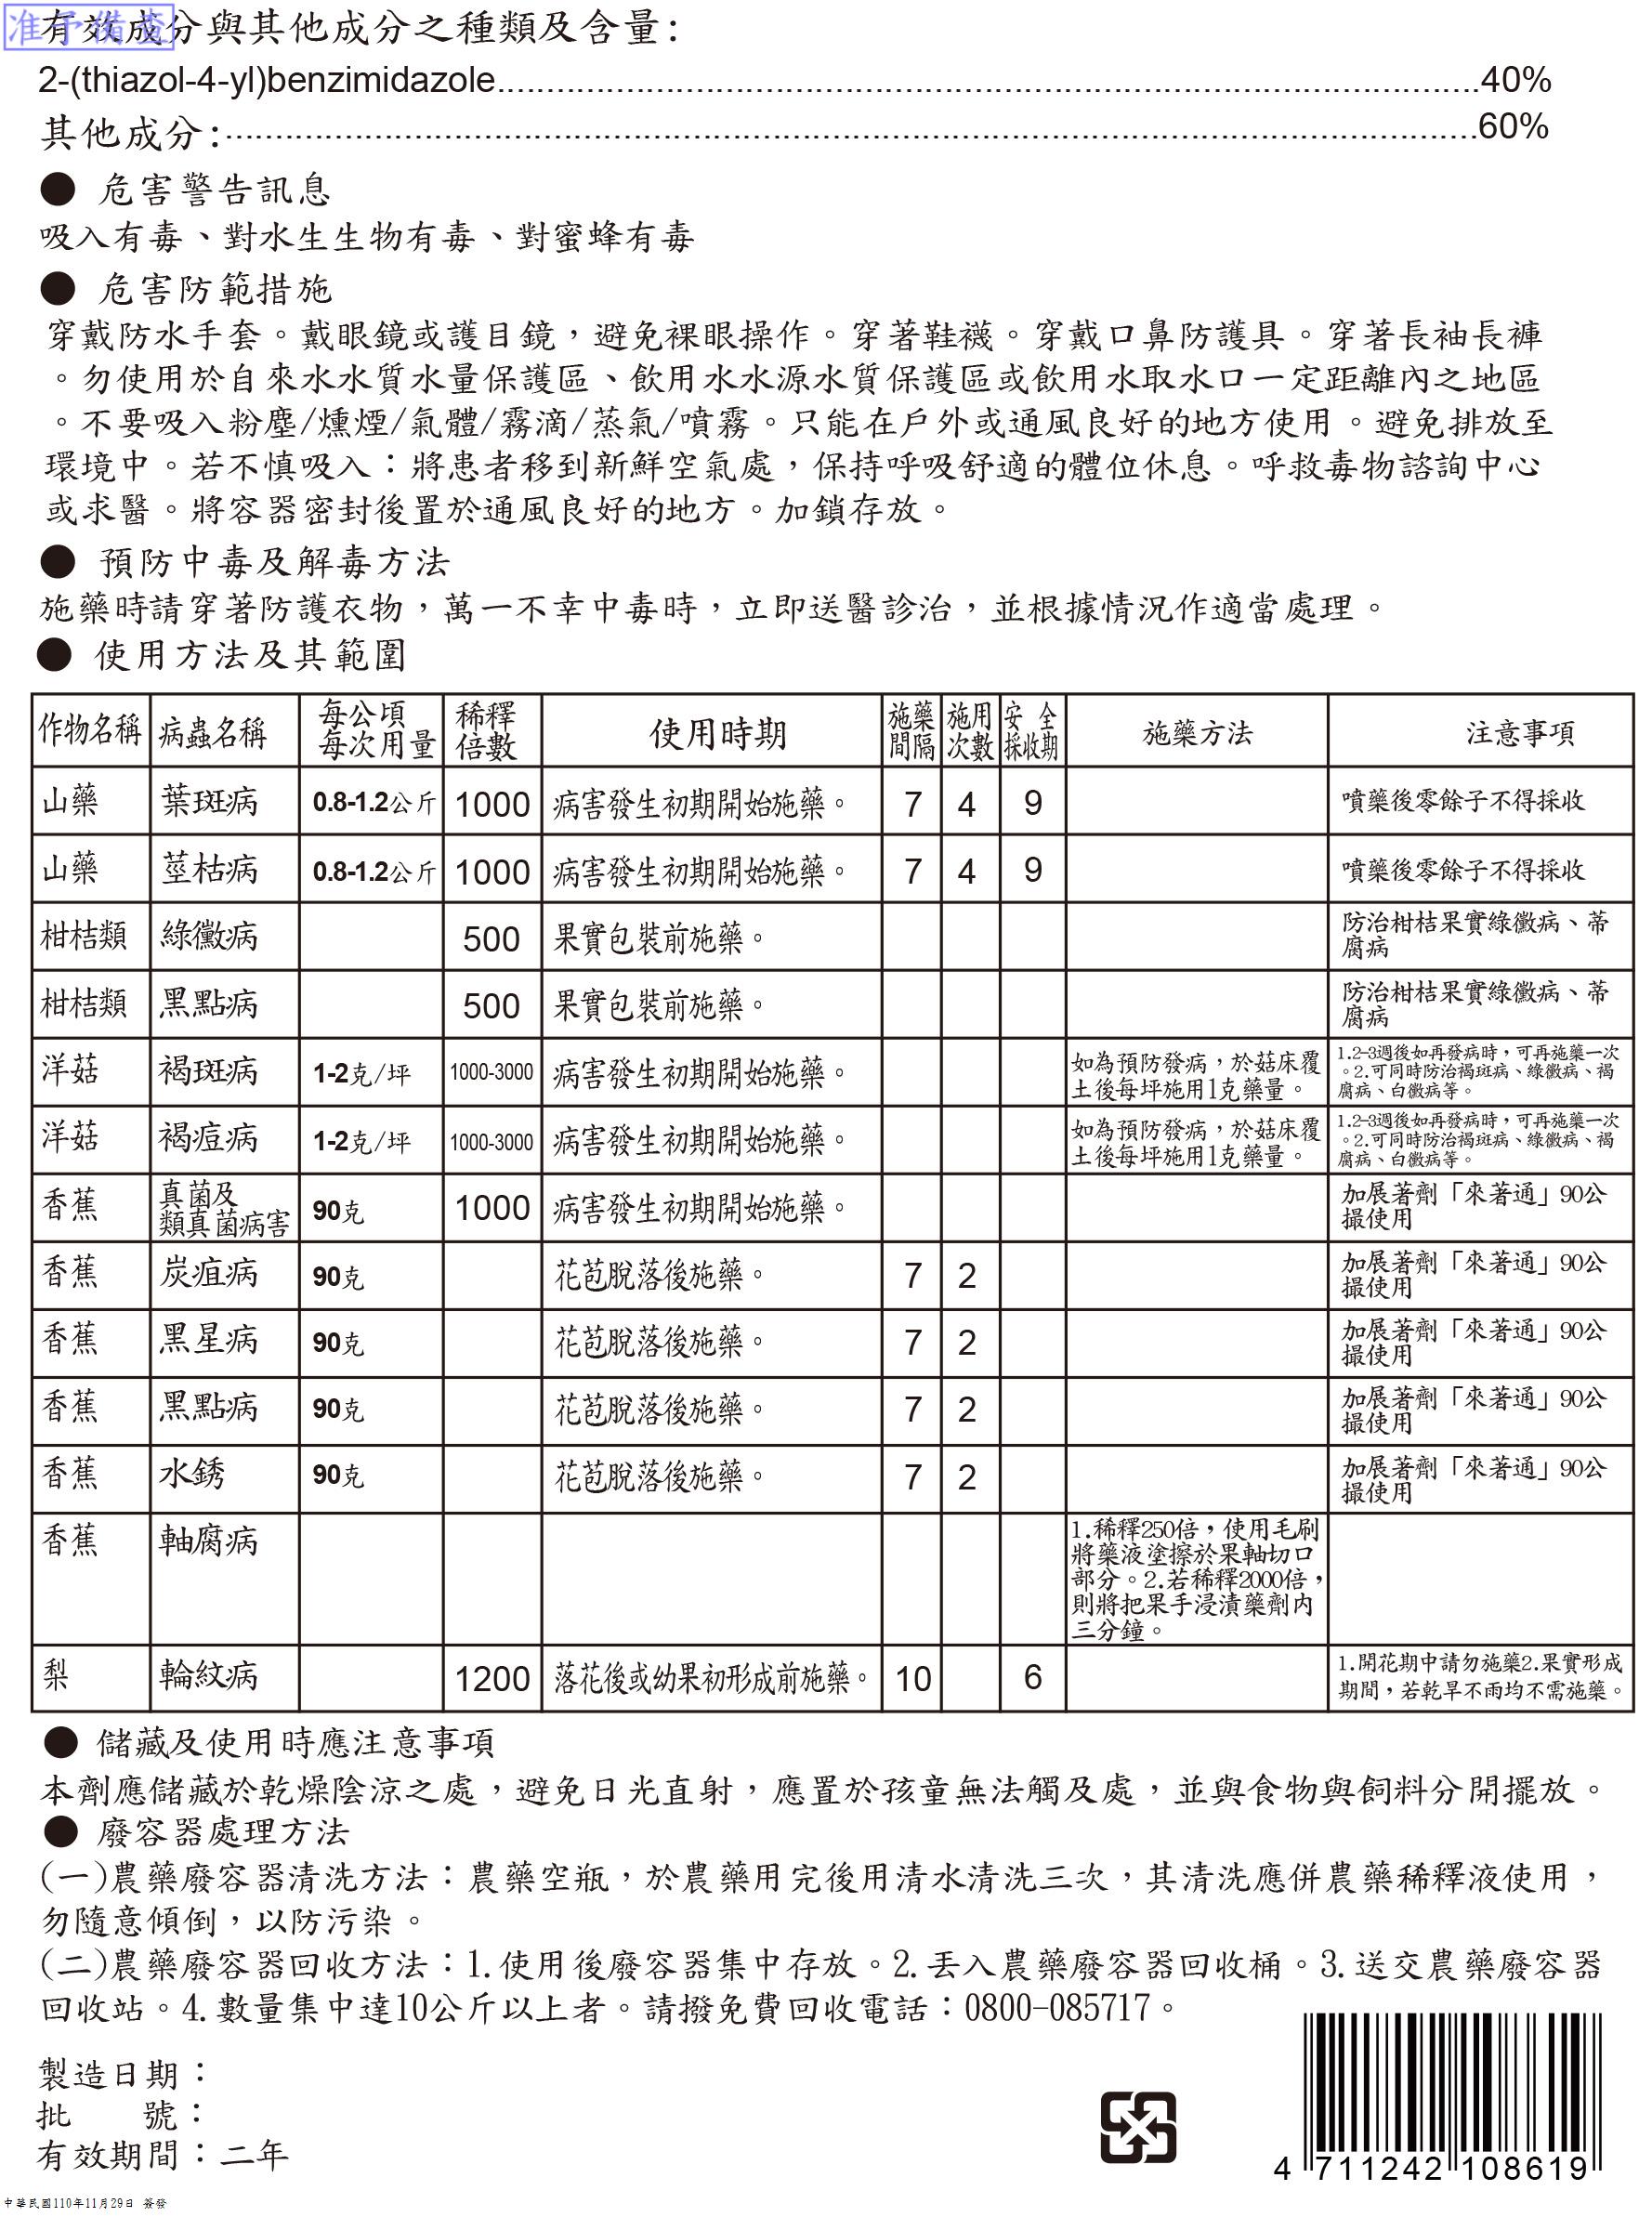 准予備查
有效成分與其他成分之種類及含量:
2-(thiazol-4-yl)benzimidazole....................40%
其他成分:....................60%
● 危害警告訊息
吸入有毒、對水生生物有毒、對蜜蜂有毒
● 危害防範措施
穿戴防水手套。戴眼鏡或護目鏡，避免裸眼操作。穿著鞋襪。穿戴口鼻防護具。穿著長袖長褲
。勿使用於自來水水質水量保護區、飲用水水源水質保護區或飲用水取水口一定距離內之地區
。不要吸入粉塵/燻煙/氣體/霧滴/蒸氣/噴霧。只能在戶外或通風良好的地方使用。避免排放至
環境中。若不慎吸入：將患者移到新鮮空氣處，保持呼吸舒適的體位休息。呼救毒物諮詢中心
或求醫。將容器密封後置於通風良好的地方。加鎖存放。
● 預防中毒及解毒方法
施藥時請穿著防護衣物，萬一不幸中毒時，立即送醫診治，並根據情況作適當處理。
● 使用方法及其範圍
作物名稱 病蟲名稱 每公頃每次用量 稀釋倍數 使用時期 施藥間隔 施用次數 安全採收期 施藥方法 注意事項
山藥 葉斑病 0.8-1.2公斤 1000 病害發生初期開始施藥。 7 4 9 噴藥後零餘子不得採收
山藥 莖枯病 0.8-1.2公斤 1000 病害發生初期開始施藥。 7 4 9 噴藥後零餘子不得採收
柑桔類 綠黴病 500 果實包裝前施藥。 防治柑桔果實綠黴病、蒂
腐病
柑桔類 黑點病 500 果實包裝前施藥。 防治柑桔果實綠黴病、蒂
腐病
洋菇 褐斑病 1-2克/坪 1000-3000 病害發生初期開始施藥。 如為預防發病，於菇床覆
土後每坪施用1克藥量。 1.2-3週後如再發病時，可再施藥一次
。2.可同時防治褐斑病、綠黴病、褐
腐病、白黴病等。
洋菇 褐痘病 1-2克/坪 1000-3000 病害發生初期開始施藥。 如為預防發病，於菇床覆
土後每坪施用1克藥量。 1.2-3週後如再發病時，可再施藥一次
。2.可同時防治褐斑病、綠黴病、褐
腐病、白黴病等。
香蕉 真菌及
類真菌病害 90克 1000 病害發生初期開始施藥。 加展著劑「來著通」90公
撮使用
香蕉 炭疽病 90克 花苞脫落後施藥。 7 2 加展著劑「來著通」90公
撮使用
香蕉 黑星病 90克 花苞脫落後施藥。 7 2 加展著劑「來著通」90公
撮使用
香蕉 黑點病 90克 花苞脫落後施藥。 7 2 加展著劑「來著通」90公
撮使用
香蕉 水銹 90克 花苞脫落後施藥。 7 2 加展著劑「來著通」90公
撮使用
香蕉 軸腐病 1.稀釋250倍，使用毛刷
將藥液塗擦於果軸切口
部分。2.若稀釋2000倍，
則將把果手浸漬藥劑內
三分鐘。
梨 輪紋病 1200 落花後或幼果初形成前施藥。 10 6 1.開花期中請勿施藥2.果實形成
期間，若乾旱不雨均不需施藥。
● 儲藏及使用時應注意事項
本劑應儲藏於乾燥陰涼之處，避免日光直射，應置於孩童無法觸及處，並與食物與飼料分開擺放。
● 廢容器處理方法
(一)農藥廢容器清洗方法：農藥空瓶，於農藥用完後用清水清洗三次，其清洗應併農藥稀釋液使用，
勿隨意傾倒，以防污染。
(二)農藥廢容器回收方法：1.使用後廢容器集中存放。2.丟入農藥廢容器回收桶。3.送交農藥廢容器
回收站。4.數量集中達10公斤以上者。請撥免費回收電話：0800-085717。
製造日期：
批 號：
有效期間：二年
4 711242 108619
中華民國110年11月29日 簽發